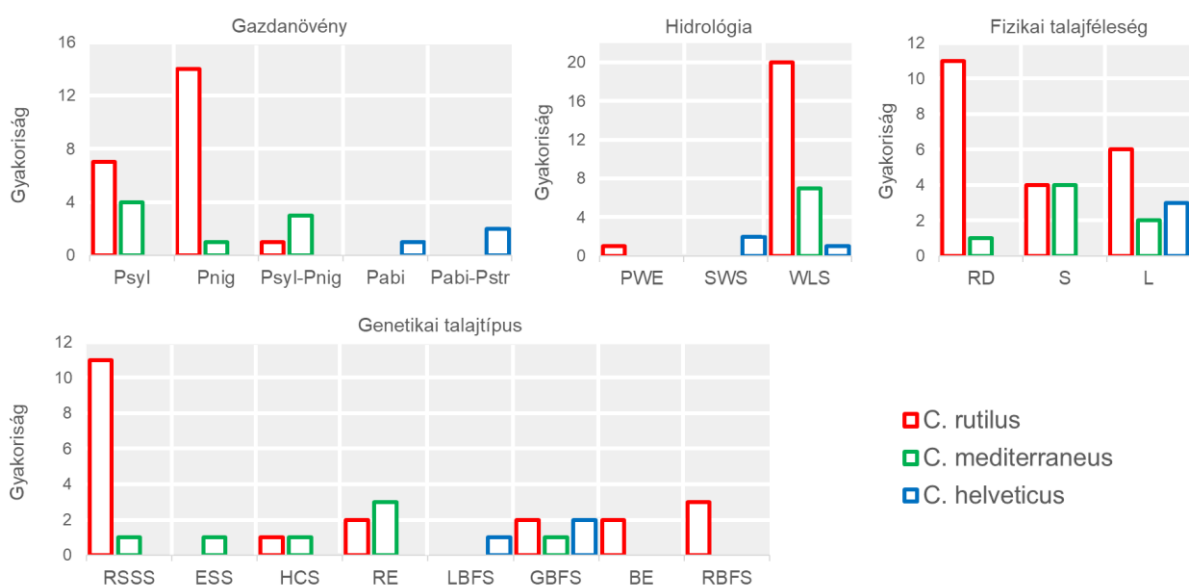 Gazdanövény
Gyakoriság
16
12
8
4
0
Psyl Pnig Psyl-Pnig Pabi Pabi-Pstr
Hidrológia
Gyakoriság
20
16
12
8
4
0
PWE SWS WLS
Fizikai talajféleség
Gyakoriság
12
10
8
6
4
2
0
RD S L
Genetikai talajtípus
Gyakoriság
12
10
8
6
4
2
0
RSSS ESS HCS RE LBFS GBFS BE RBFS
C. rutilus
C. mediterraneus
C. helveticus